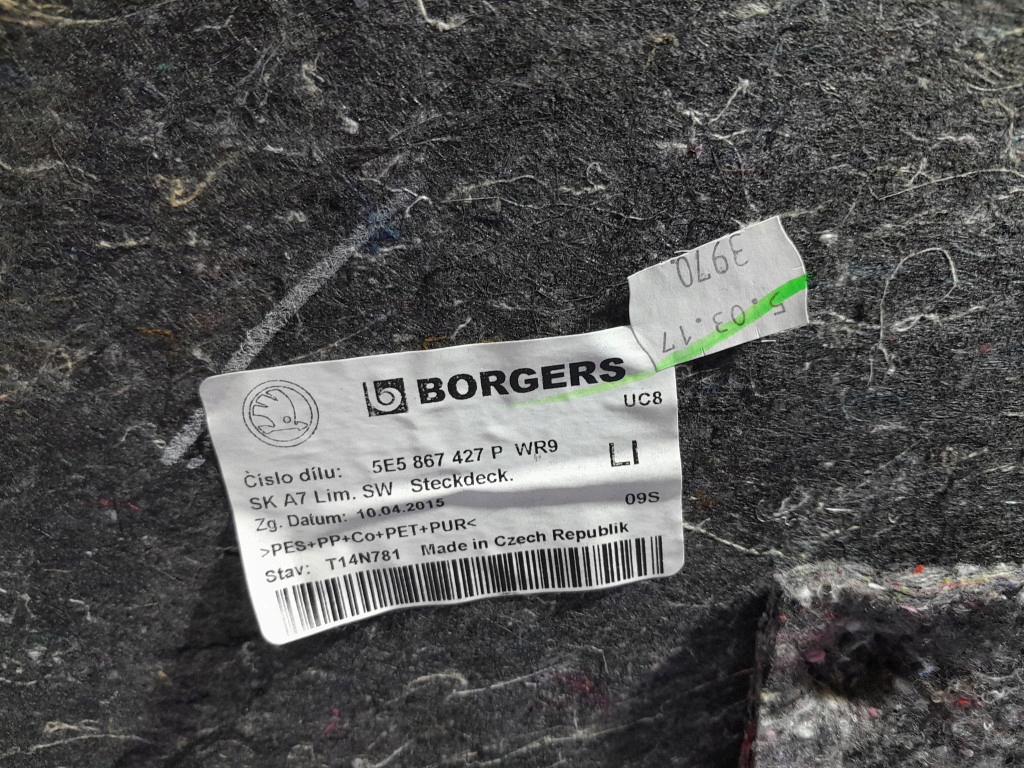 3970.
5.03.17
BORGERS
UC8
Číslo dílu: 5E5 867 427 P WR9
LI
SK A7 Lim. SW Steckdeck.
Zg. Datum: 10.04.2015
09S
>PES+PP+Co+PET+PUR<
Stav: T14N781 Made in Czech Republik